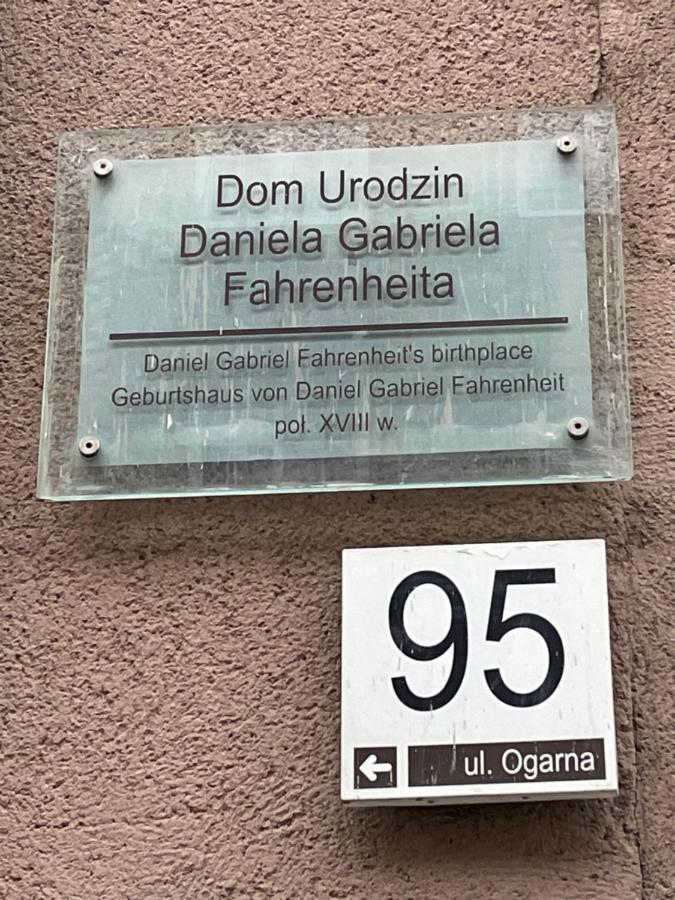 Dom Urodzin
Daniela Gabriela
Fahrenheita
Daniel Gabriel Fahrenheit's birthplace
Geburtshaus von Daniel Gabriel Fahrenheit
poł. XVIII w.
95
ul. Ogarna